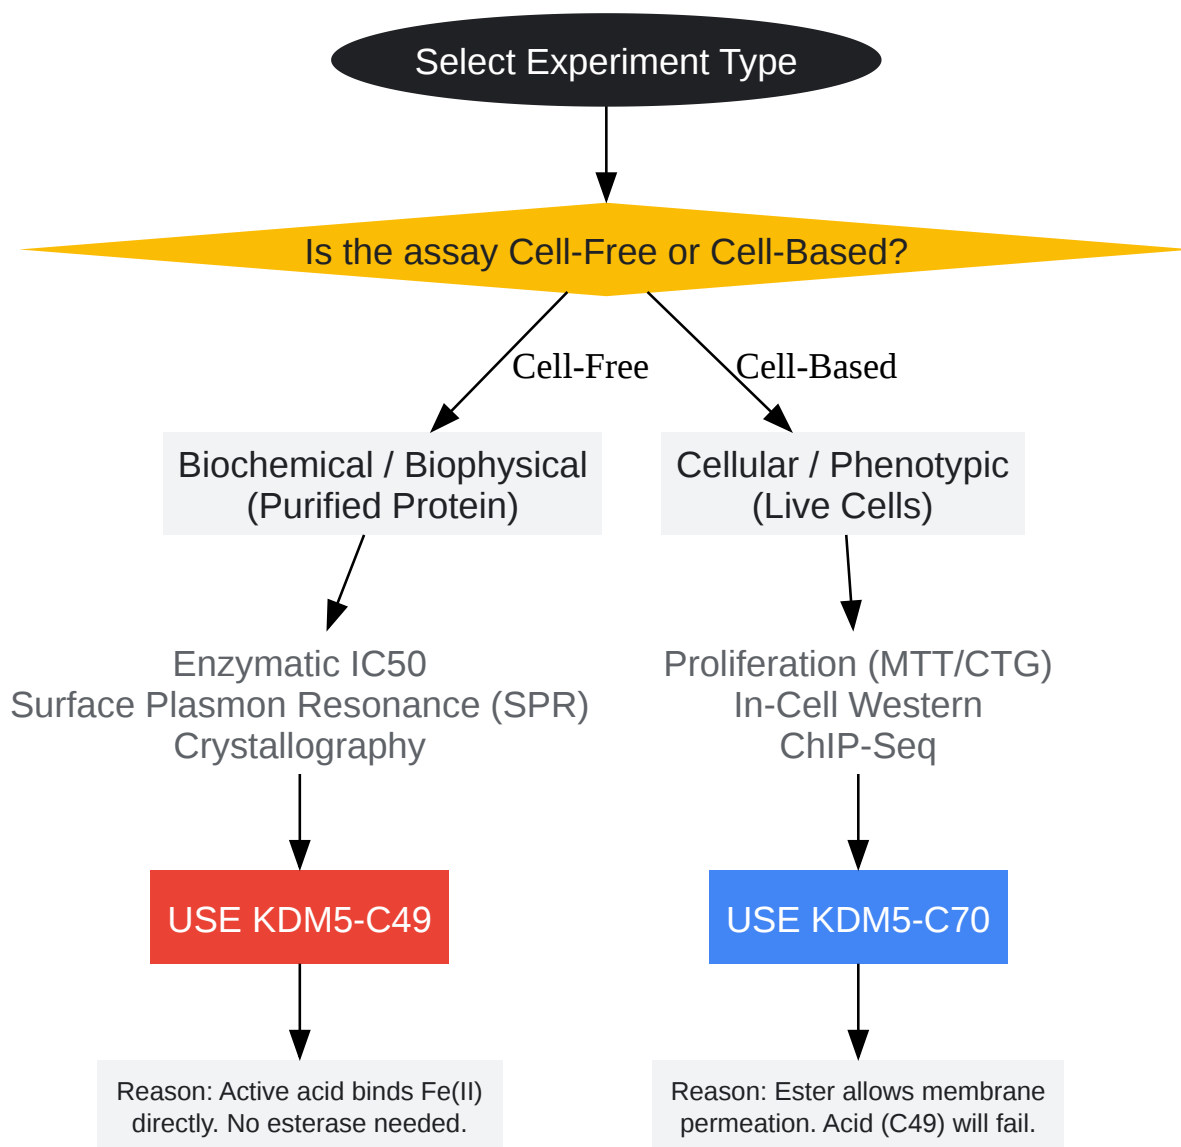 Select Experiment Type
Is the assay Cell-Free or Cell-Based?
Cell-Free
Cell-Based
Biochemical / Biophysical
(Purified Protein)
Cellular / Phenotypic
(Live Cells)
Enzymatic IC50
Surface Plasmon Resonance (SPR)
Crystallography
Proliferation (MTT/CTG)
In-Cell Western
ChIP-Seq
USE KDM5-C49
USE KDM5-C70
Reason: Active acid binds Fe(II)
directly. No esterase needed.
Reason: Ester allows membrane
permeation. Acid (C49) will fail.